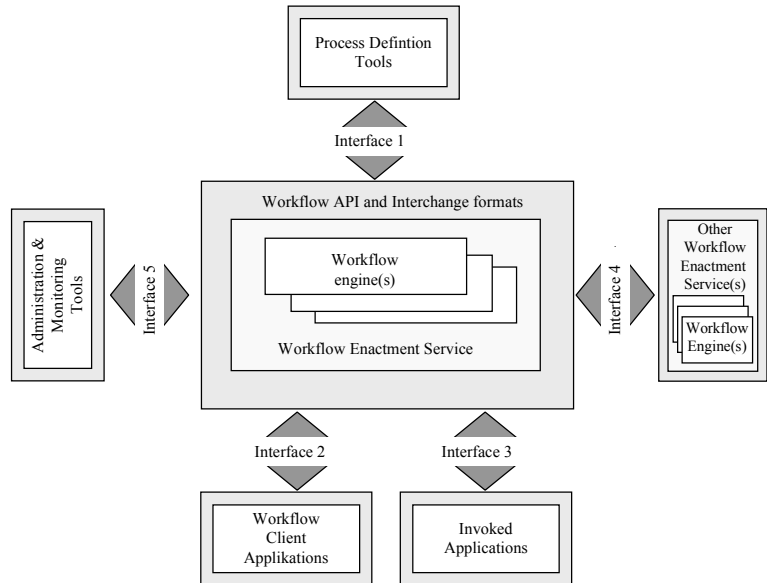 Process Defintion
Tools
Interface 1
Workflow API and Interchange formats
Workflow
engine(s)
Workflow Enactment Service
Administration &
Monitoring
Tools
Interface 5
Interface 4
Other
Workflow
Enactment
Service(s)
Workflow
Engine(s)
Interface 2
Interface 3
Workflow
Client
Applikations
Invoked
Applications